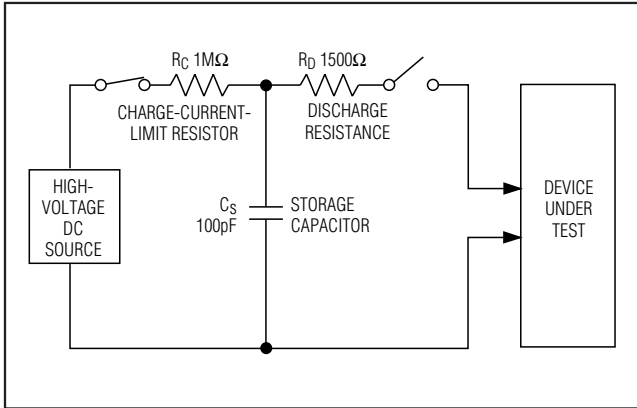 R_C 1MΩ
CHARGE-CURRENT-
LIMIT RESISTOR
R_D 1500Ω
DISCHARGE
RESISTANCE
HIGH-
VOLTAGE
DC
SOURCE
C_S
100pF
STORAGE
CAPACITOR
DEVICE
UNDER
TEST